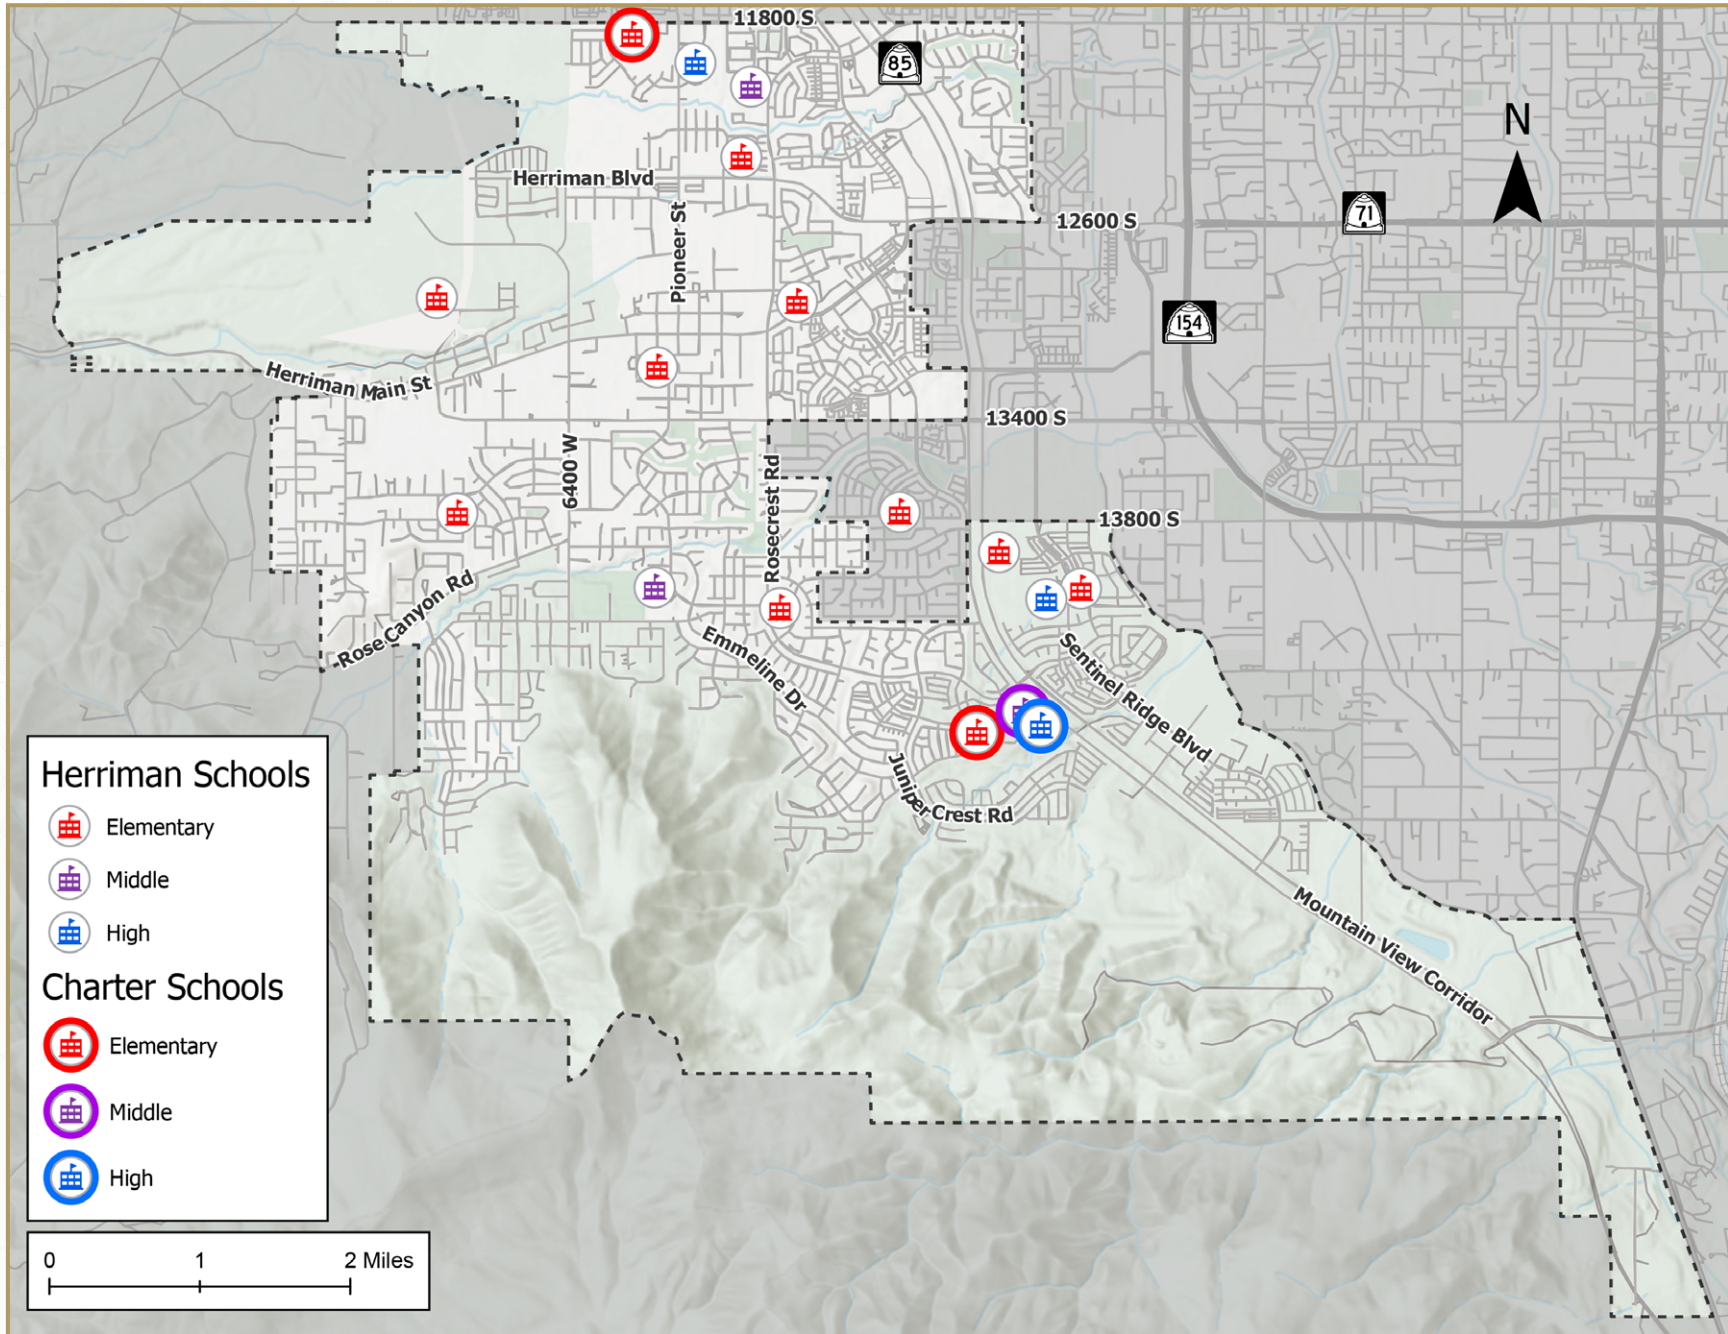 11800 S
85
N
Herriman Blvd
Pioneer St
12600 S
71
154
Herriman Main St
13400 S
6400 W
Rosecrest Rd
13800 S
Rose Canyon Rd
Emmeline Dr
Sentinel Ridge Blvd
Juniper Crest Rd
Mountain View Corridor
Herriman Schools
Elementary
Middle
High
Charter Schools
Elementary
Middle
High
0 1 2 Miles